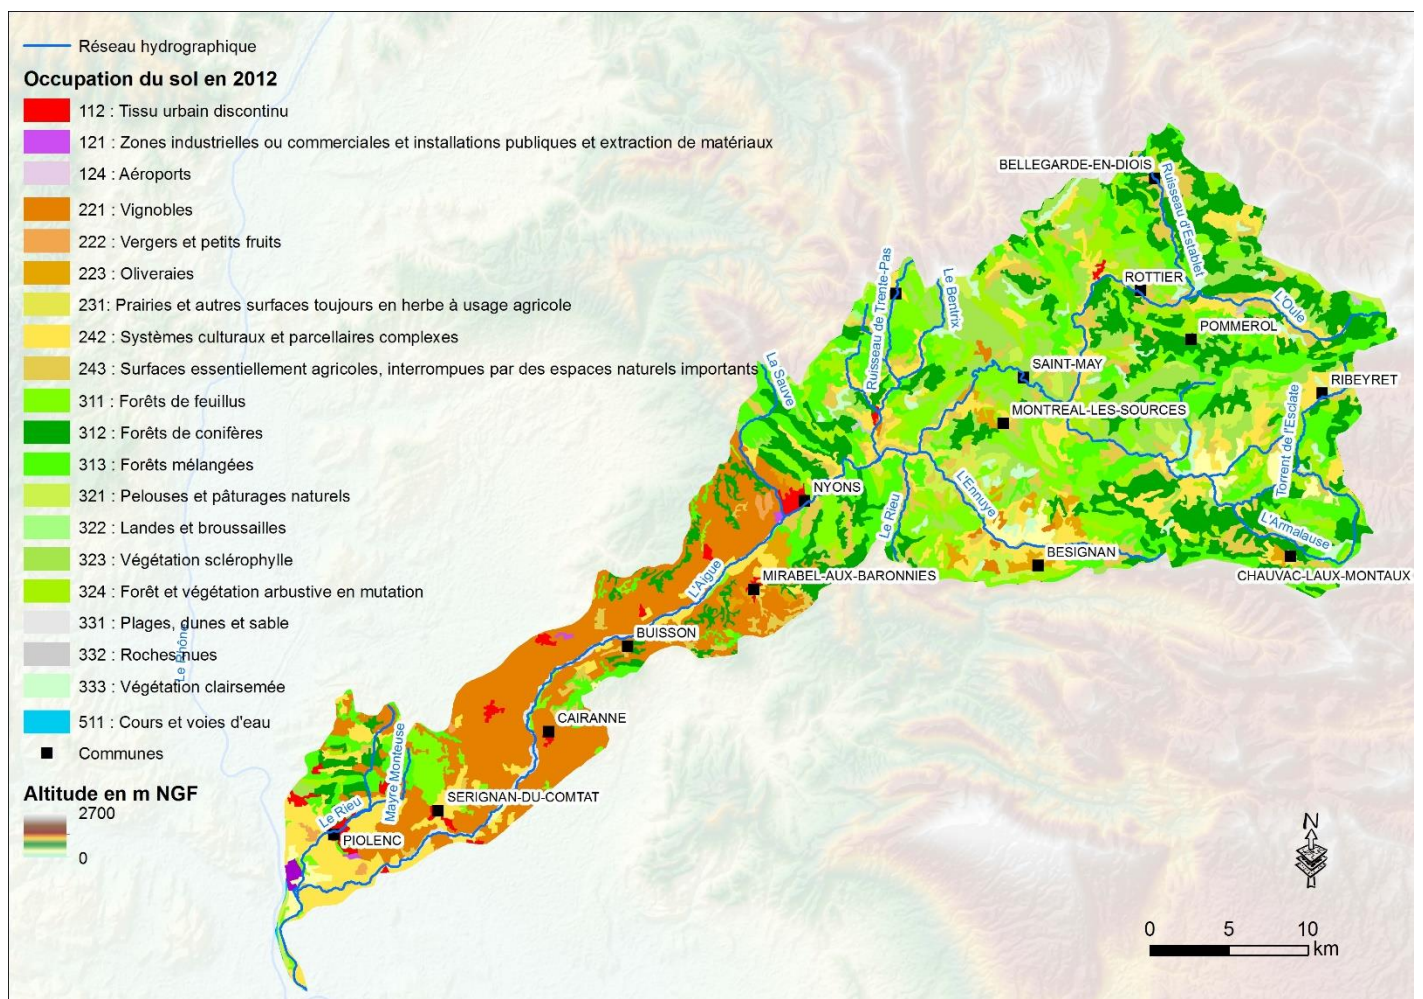 Réseau hydrographique
Occupation du sol en 2012
112 : Tissu urbain discontinu
121 : Zones industrielles ou commerciales et installations publiques et extraction de matériaux
124 : Aéroports
221 : Vignobles
222 : Vergers et petits fruits
223 : Oliveraies
231: Prairies et autres surfaces toujours en herbe à usage agricole
242 : Systèmes culturaux et parcellaires complexes
243 : Surfaces essentiellement agricoles, interrompues par des espaces naturels importants
311 : Forêts de feuillus
312 : Forêts de conifères
313 : Forêts mélangées
321 : Pelouses et pâturages naturels
322 : Landes et broussailles
323 : Végétation sclérophylle
324 : Forêt et végétation arbustive en mutation
331 : Plages, dunes et sable
332 : Roches nues
333 : Végétation clairsemée
511 : Cours et voies d'eau
Communes
Altitude en m NGF
2700
0
Le Rhône
BELLEGARDE-EN-DIOIS
Ruisseau d'Establet
ROTTIER
L'Oule
POMMEROL
Ruisseau de Trente-Pas
Le Bentrix
La Sauve
SAINT-MAY
RIBEYRET
MONTREAL-LES-SOURCES
Torrent de l'Esclate
NYONS
L'Ennuye
Le Rieu
L'Armalause
BESIGNAN
CHAUVAC-LAUX-MONTAUX
L'Aigue
MIRABEL-AUX-BARONNIES
BUISSON
CAIRANNE
Mayre Monteuse
SERIGNAN-DU-COMTAT
Le Rieu
PIOLENC
N
0 5 10
km